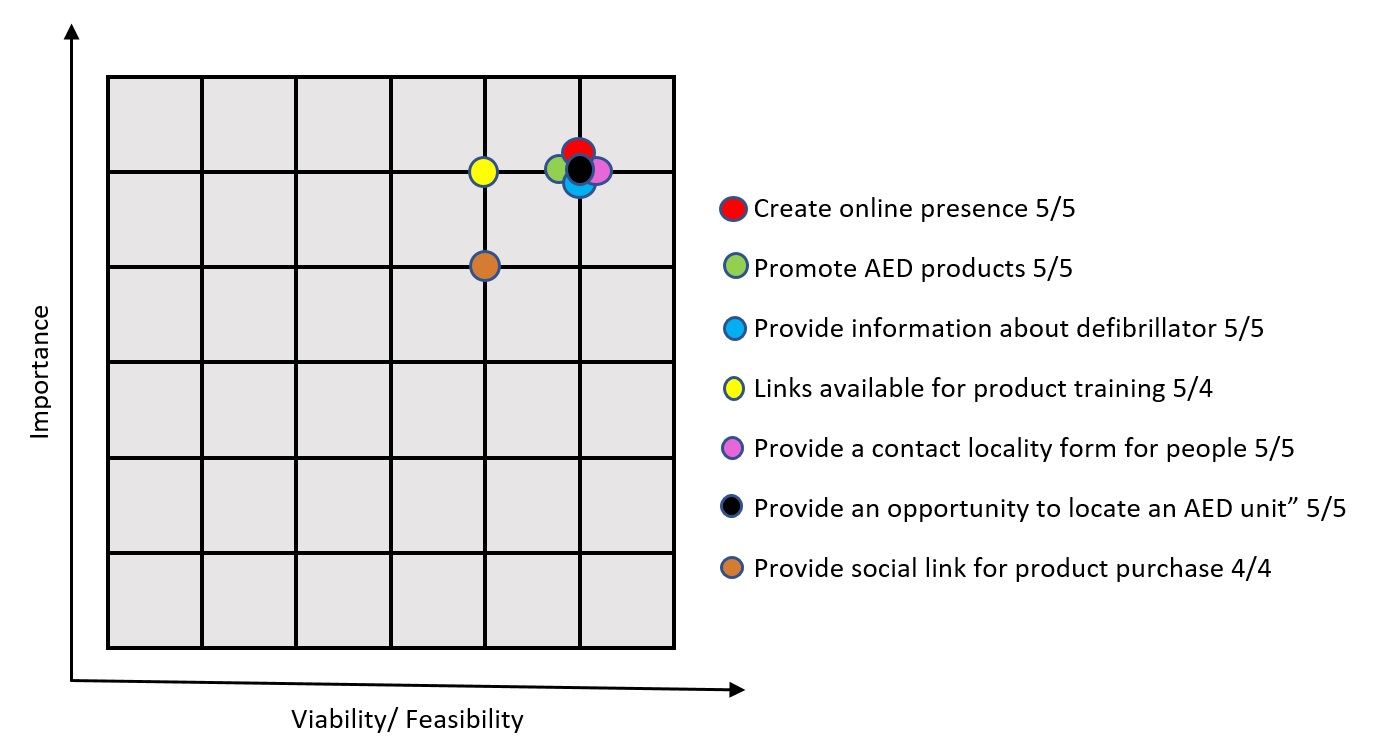 Create online presence 5/5
Promote AED products 5/5
Provide information about defibrillator 5/5
Links available for product training 5/4
Provide a contact locality form for people 5/5
Provide an opportunity to locate an AED unit” 5/5
Provide social link for product purchase 4/4
Importance
Viability/ Feasibility